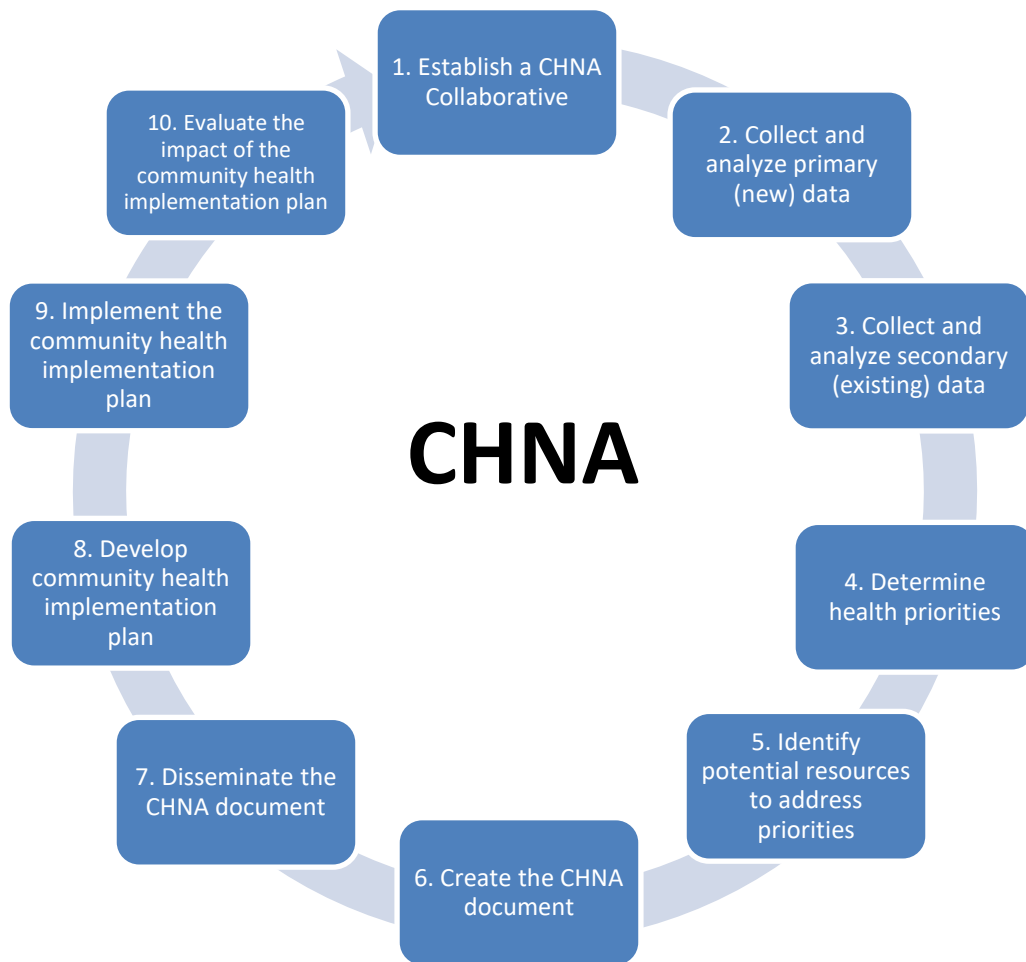 1. Establish a CHNA
Collaborative
2. Collect and
analyze primary
(new) data
3. Collect and
analyze secondary
(existing) data
4. Determine
health priorities
5. Identify
potential resources
to address
priorities
6. Create the CHNA
document
7. Disseminate the
CHNA document
8. Develop
community health
implementation
plan
9. Implement the
community health
implementation
plan
10. Evaluate the
impact of the
community health
implementation plan
CHNA